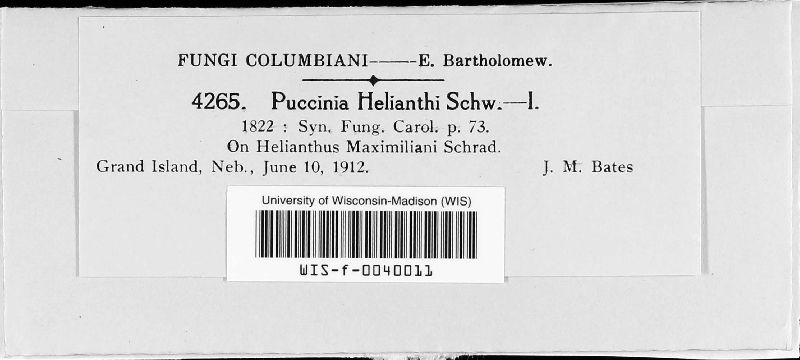 FUNGI COLUMBIANI——E. Bartholomew.
4265. Puccinia Helianthi Schw.—I.
1822 : Syn. Fung. Carol. p. 73.
On Helianthus Maximiliani Schrad.
Grand Island, Neb., June 10, 1912. J. M. Bates
University of Wisconsin-Madison (WIS)
WIS-f-0040011